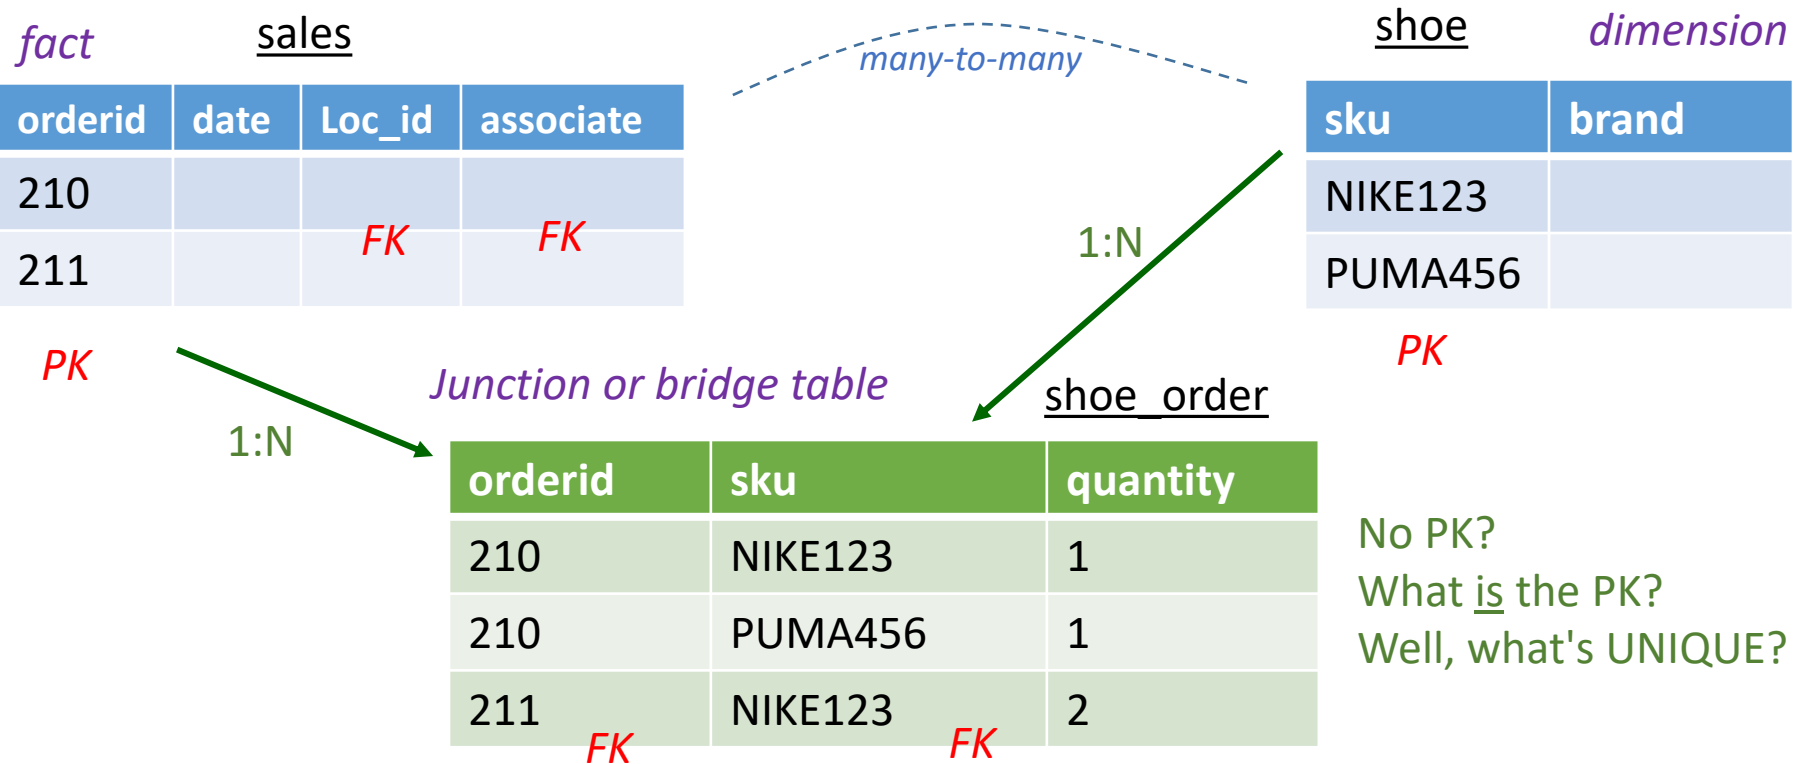 fact sales many-to-many shoe dimension
orderid date Loc_id associate
210
FK FK
211
PK
sku brand
NIKE123
PUMA456
PK
1:N
1:N
Junction or bridge table shoe_order
orderid sku quantity
210 NIKE123 1
210 PUMA456 1
211 NIKE123 2
FK FK
No PK?
What is the PK?
Well, what's UNIQUE?